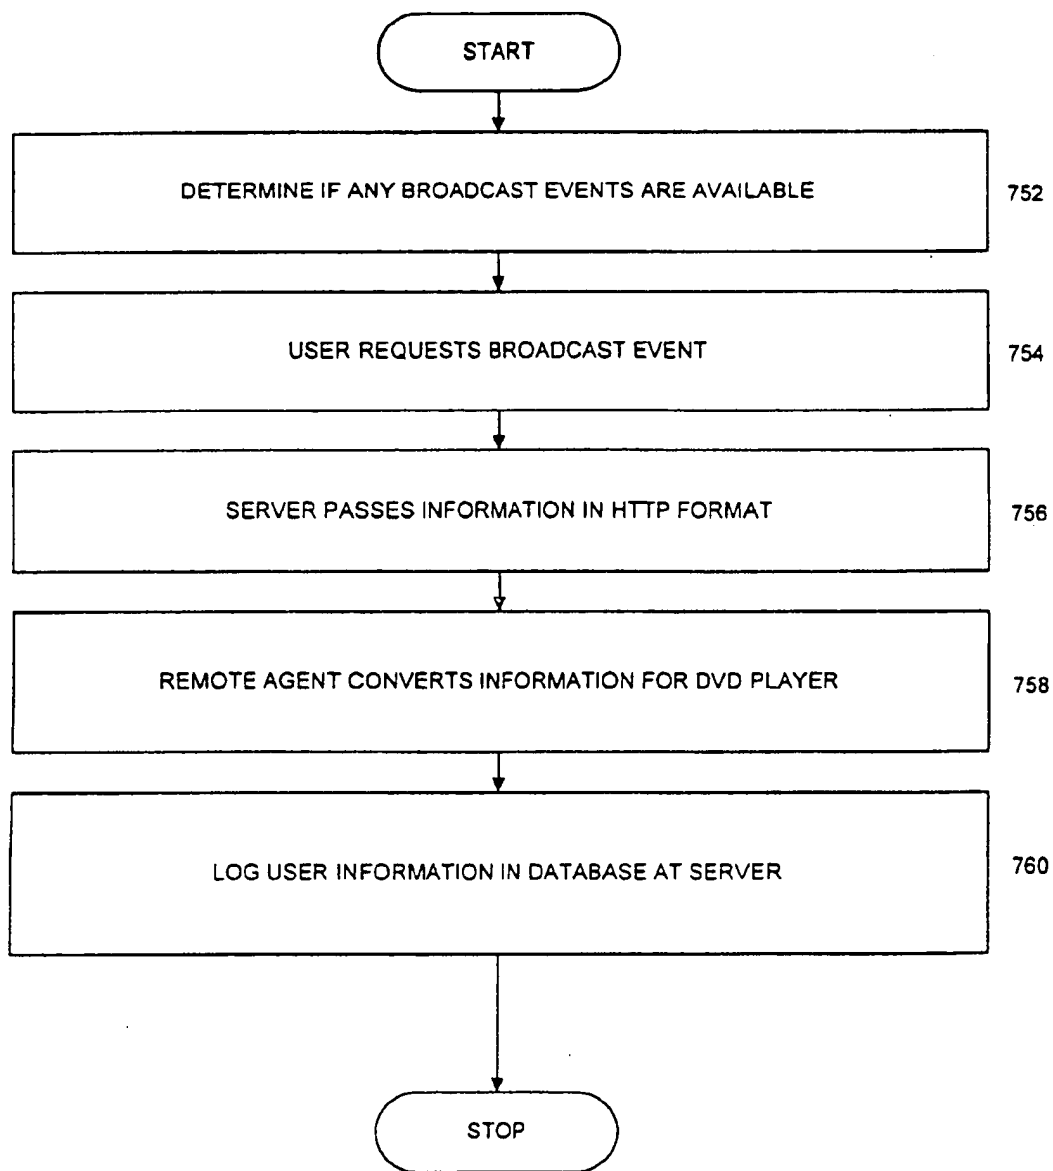 START
DETERMINE IF ANY BROADCAST EVENTS ARE AVAILABLE
752
USER REQUESTS BROADCAST EVENT
754
SERVER PASSES INFORMATION IN HTTP FORMAT
756
REMOTE AGENT CONVERTS INFORMATION FOR DVD PLAYER
758
LOG USER INFORMATION IN DATABASE AT SERVER
760
STOP